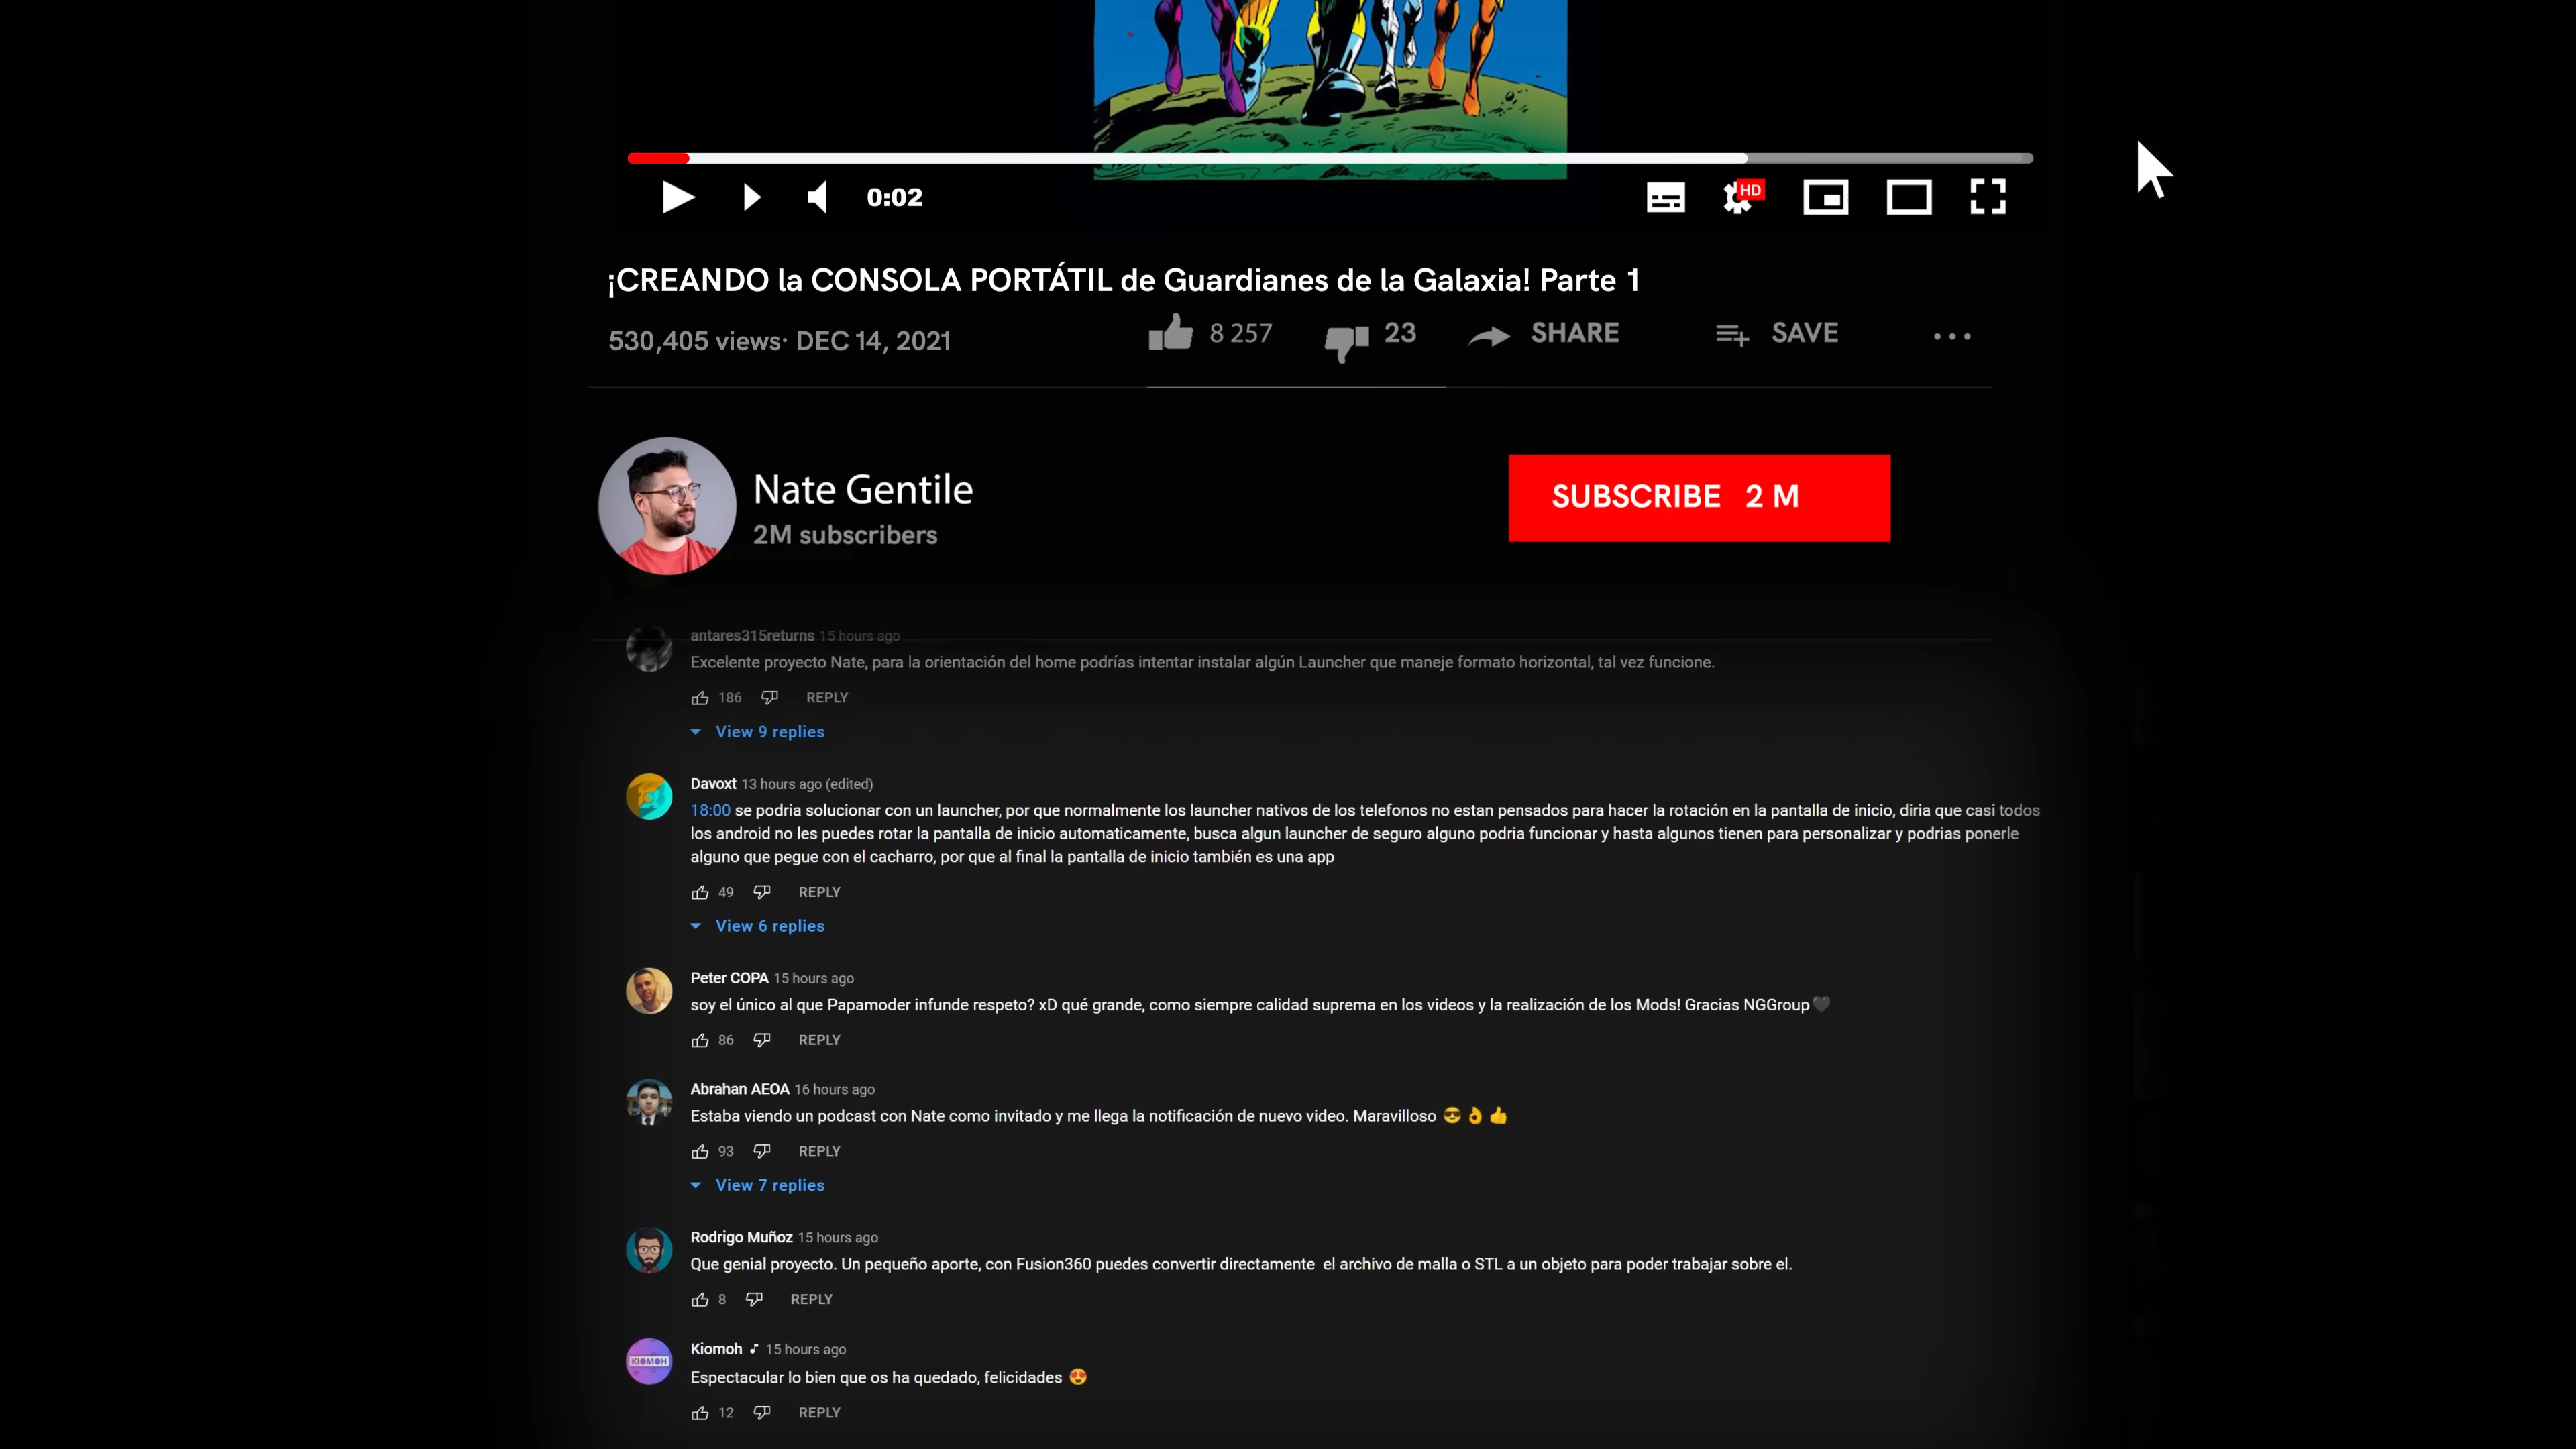 0:02
HD
¡CREANDO la CONSOLA PORTÁTIL de Guardianes de la Galaxia! Parte 1
530,405 views· DEC 14, 2021
8 257
23
SHARE
SAVE
Nate Gentile
2M subscribers
SUBSCRIBE 2 M
antares315returns 15 hours ago
Excelente proyecto Nate, para la orientación del home podrías intentar instalar algún Launcher que maneje formato horizontal, tal vez funcione.
186 REPLY
View 9 replies
Davoxt 13 hours ago (edited)
18:00 se podria solucionar con un launcher, por que normalmente los launcher nativos de los telefonos no estan pensados para hacer la rotación en la pantalla de inicio, diria que casi todos
los android no les puedes rotar la pantalla de inicio automaticamente, busca algun launcher de seguro alguno podria funcionar y hasta algunos tienen para personalizar y podrias ponerle
alguno que pegue con el cacharro, por que al final la pantalla de inicio también es una app
49 REPLY
View 6 replies
Peter COPA 15 hours ago
soy el único al que Papamoder infunde respeto? xD qué grande, como siempre calidad suprema en los videos y la realización de los Mods! Gracias NGGroup🖤
86 REPLY
Abrahan AEOA 16 hours ago
Estaba viendo un podcast con Nate como invitado y me llega la notificación de nuevo video. Maravilloso 😎👌👍
93 REPLY
View 7 replies
Rodrigo Muñoz 15 hours ago
Que genial proyecto. Un pequeño aporte, con Fusion360 puedes convertir directamente el archivo de malla o STL a un objeto para poder trabajar sobre el.
8 REPLY
KIOMOH
Kiomoh 15 hours ago
Espectacular lo bien que os ha quedado, felicidades 😍
12 REPLY